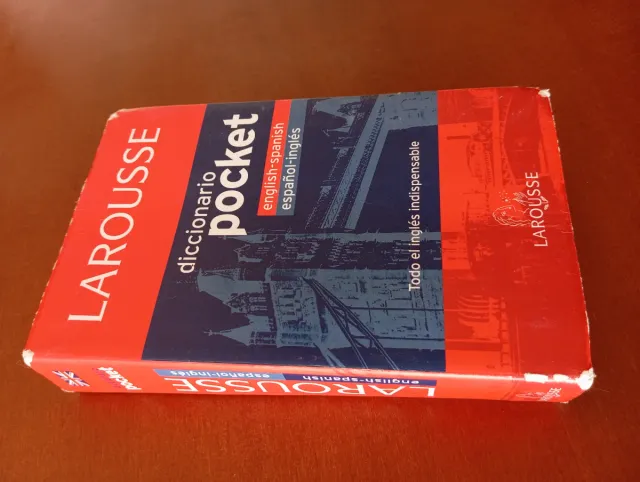 LAROUSSE
diccionario
pocket
english-spanish
español-inglés
Todo el inglés indispensable
LAROUSSE
pocket
LAROUSSE
español-inglés
english-spanish